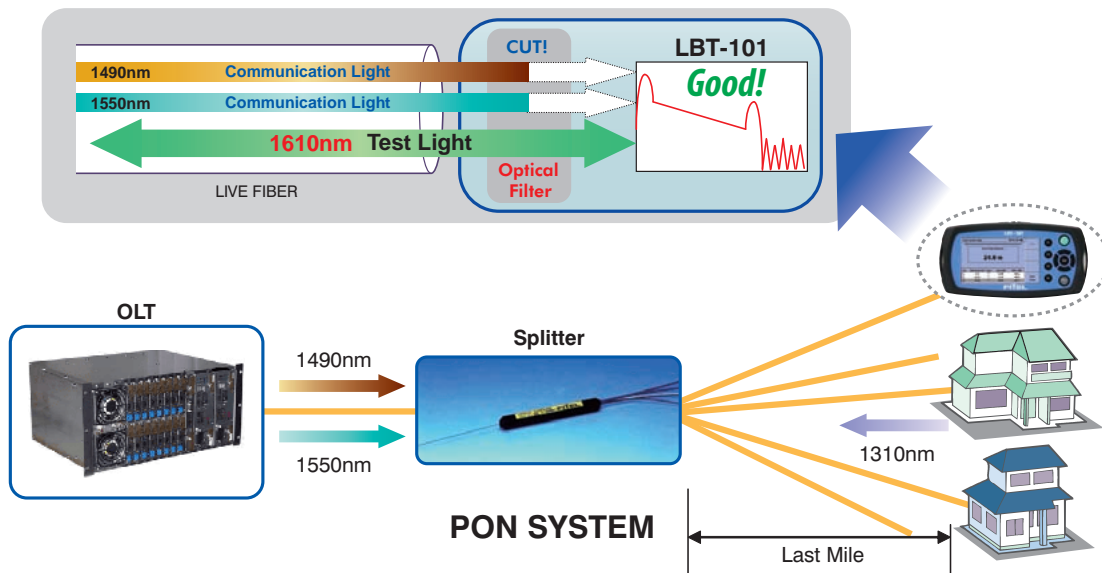 CUT!
LBT-101
1490nm
Communication Light
Good!
1550nm
Communication Light
1610nm Test Light
Optical
Filter
LIVE FIBER
OLT
Splitter
1490nm
1550nm
1310nm
PON SYSTEM
Last Mile